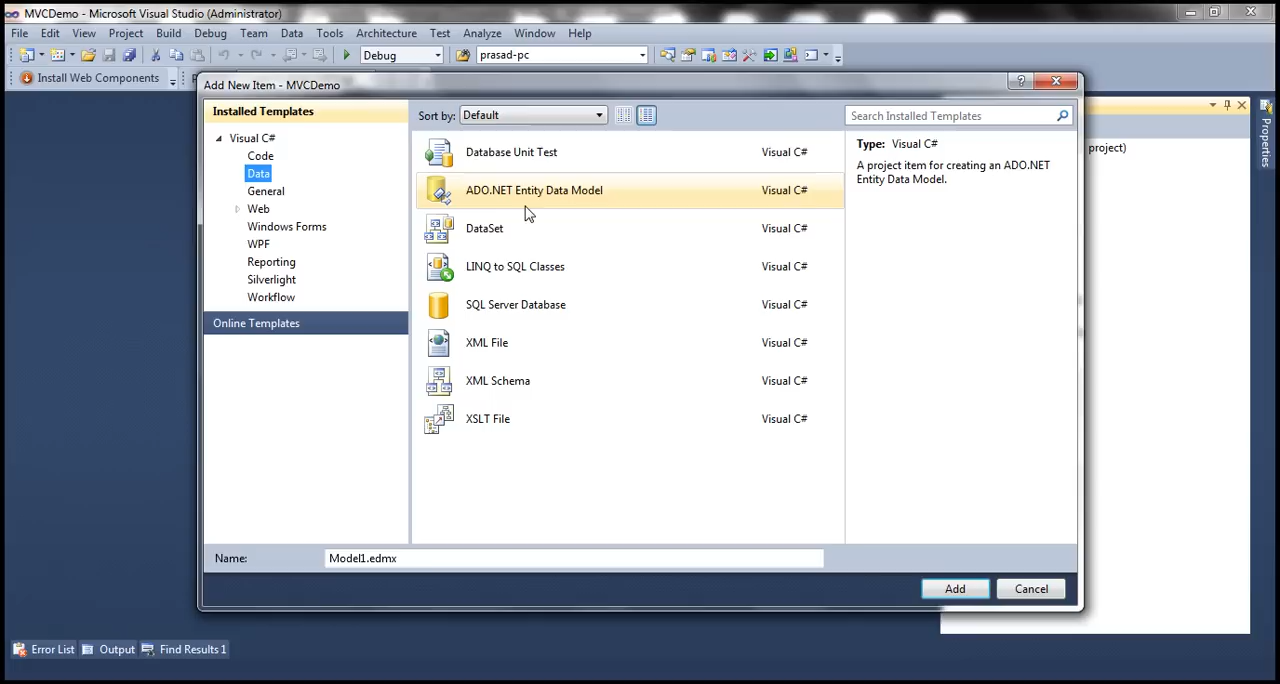 MVCDemo - Microsoft Visual Studio (Administrator)
File Edit View Project Build Debug Team Data Tools Architecture Test Analyze Window Help
Debug prasad-pc
Install Web Components
Add New Item - MVCDemo
Installed Templates
Sort by: Default
Search Installed Templates
Visual C#
Code
Data
General
Web
Windows Forms
WPF
Reporting
Silverlight
Workflow
Online Templates
Database Unit Test Visual C#
ADO.NET Entity Data Model Visual C#
DataSet Visual C#
LINQ to SQL Classes Visual C#
SQL Server Database Visual C#
XML File Visual C#
XML Schema Visual C#
XSLT File Visual C#
Type: Visual C#
A project item for creating an ADO.NET
Entity Data Model.
project)
Properties
Name: Model1.edmx
Add Cancel
Error List Output Find Results 1